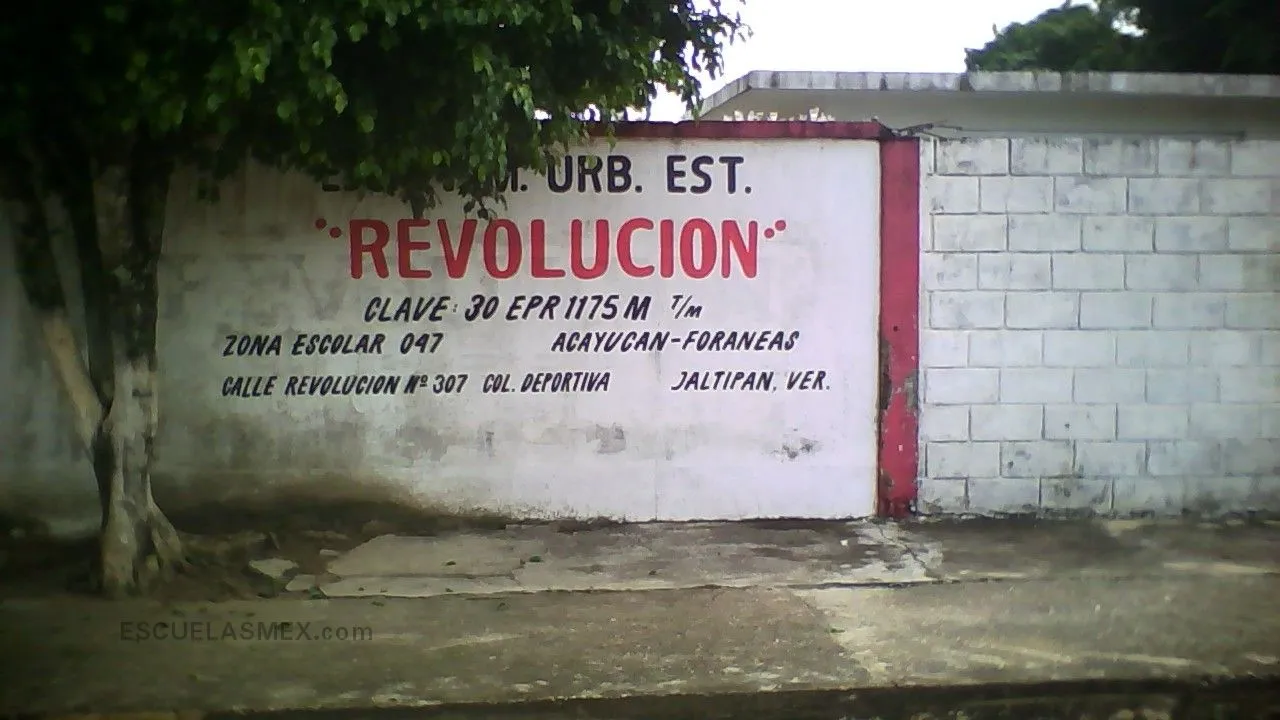 URB. EST.
"REVOLUCION"
CLAVE: 30 EPR 1175 M T/M
ZONA ESCOLAR 047 ACAYUCAN-FORANEAS
CALLE REVOLUCION Nº 307 COL. DEPORTIVA JALTIPAN, VER.
ESCUELASMEX.com